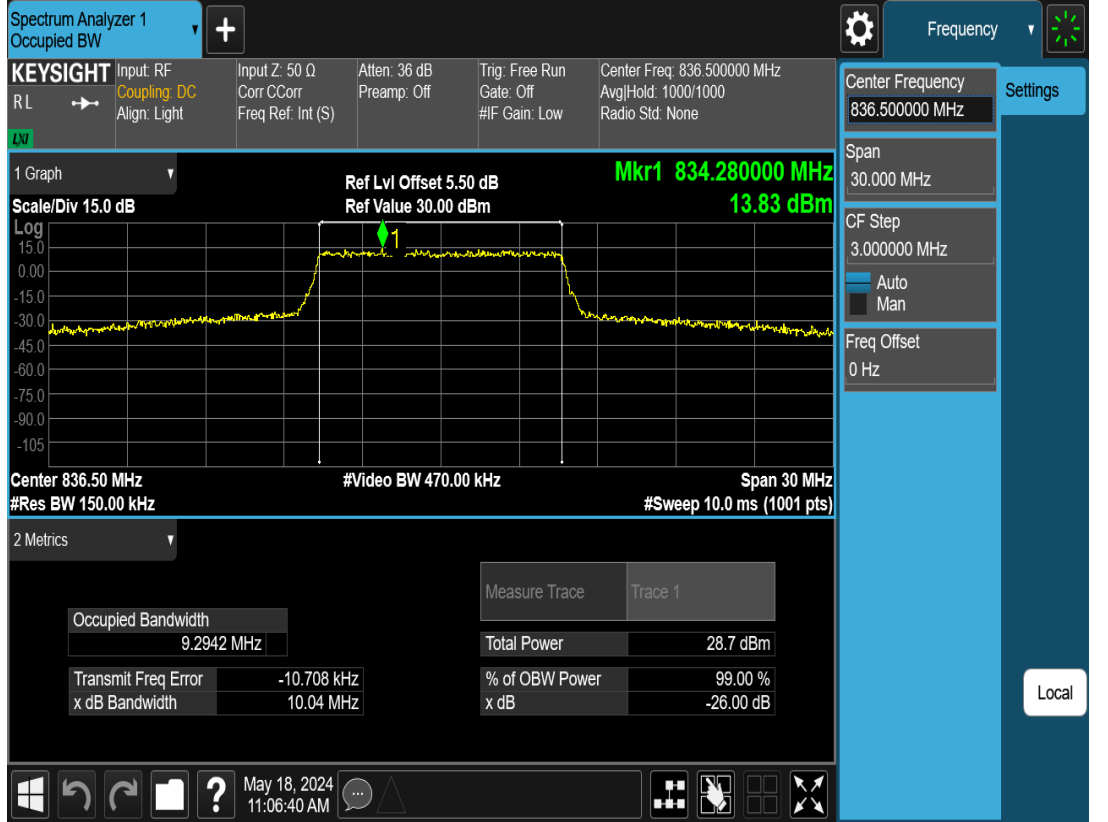 Spectrum Analyzer 1
Occupied BW
+
Frequency
KEYSIGHT
RL
LXI
Input: RF
Coupling: DC
Align: Light
Input Z: 50 Ω
Corr CCorr
Freq Ref: Int (S)
Atten: 36 dB
Preamp: Off
Trig: Free Run
Gate: Off
#IF Gain: Low
Center Freq: 836.500000 MHz
Avg|Hold: 1000/1000
Radio Std: None
Center Frequency
836.500000 MHz
Settings
Span
30.000 MHz
CF Step
3.000000 MHz
Auto
Man
Freq Offset
0 Hz
Local
1 Graph
Scale/Div 15.0 dB
Ref Lvl Offset 5.50 dB
Ref Value 30.00 dBm
Mkr1 834.280000 MHz
13.83 dBm
Log
1
15.0
0.00
-15.0
-30.0
-45.0
-60.0
-75.0
-90.0
-105
Center 836.50 MHz
#Video BW 470.00 kHz
Span 30 MHz
#Res BW 150.00 kHz
#Sweep 10.0 ms (1001 pts)
2 Metrics
Measure Trace
Trace 1
Occupied Bandwidth
9.2942 MHz
Total Power
28.7 dBm
Transmit Freq Error
-10.708 kHz
% of OBW Power
99.00 %
x dB Bandwidth
10.04 MHz
x dB
-26.00 dB
?
May 18, 2024
11:06:40 AM